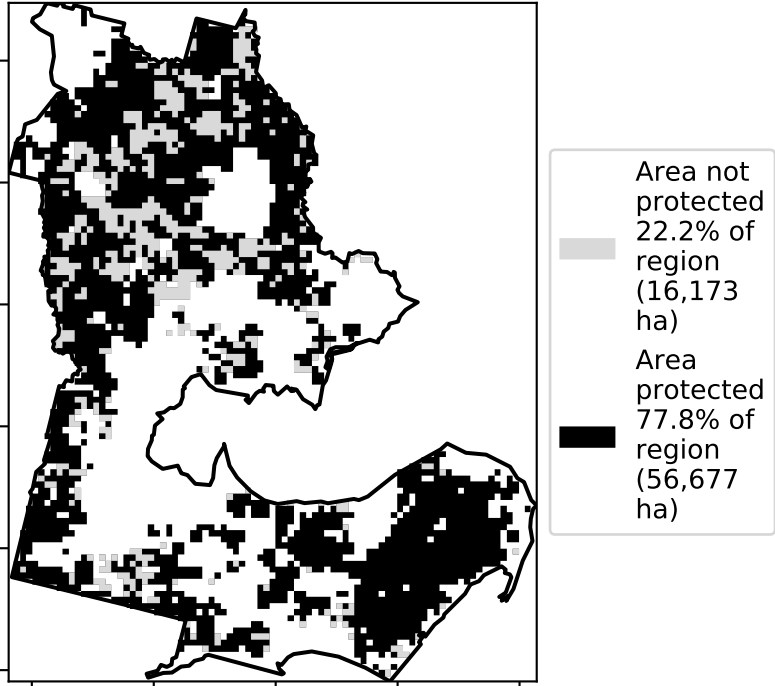 Area not
protected
22.2% of
region
(16,173
ha)
Area
protected
77.8% of
region
(56,677
ha)